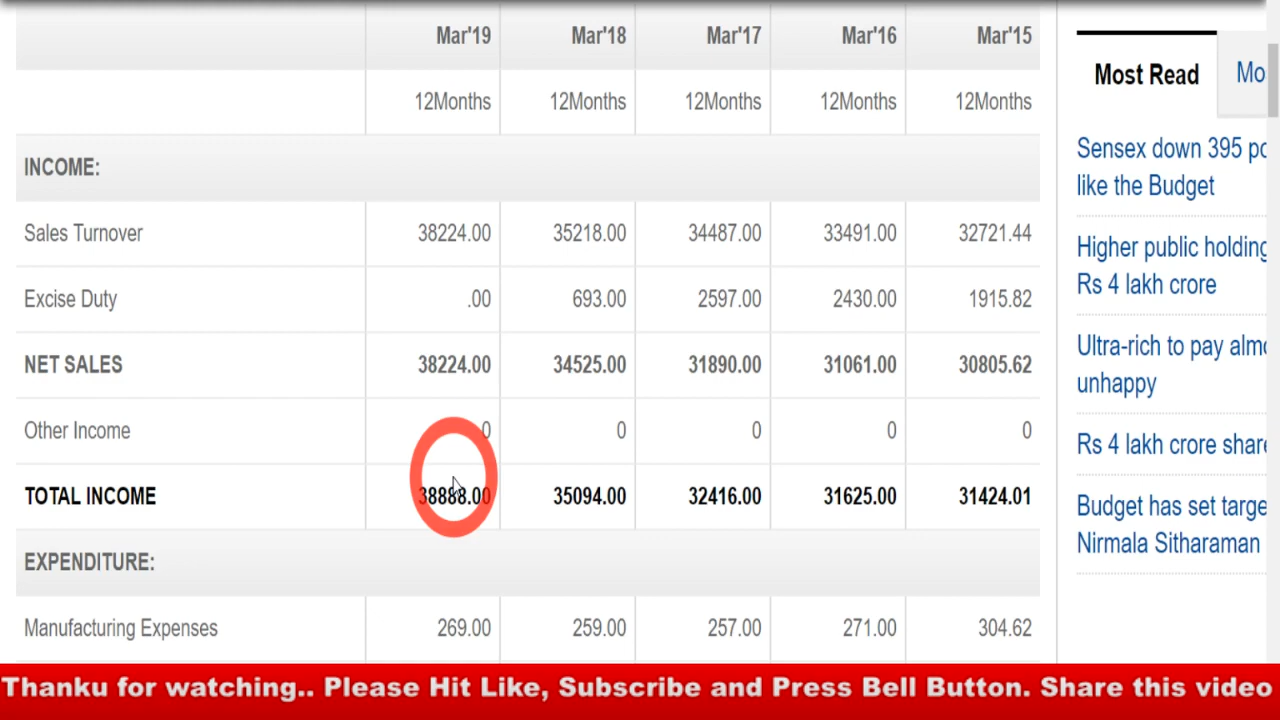 Mar'19 Mar'18 Mar'17 Mar'16 Mar'15
12Months 12Months 12Months 12Months 12Months
INCOME:
Sales Turnover 38224.00 35218.00 34487.00 33491.00 32721.44
Excise Duty .00 693.00 2597.00 2430.00 1915.82
NET SALES 38224.00 34525.00 31890.00 31061.00 30805.62
Other Income 0 0 0 0 0
TOTAL INCOME 38888.00 35094.00 32416.00 31625.00 31424.01
EXPENDITURE:
Manufacturing Expenses 269.00 259.00 257.00 271.00 304.62
Most Read Mo
Sensex down 395 po
like the Budget
Higher public holding
Rs 4 lakh crore
Ultra-rich to pay almo
unhappy
Rs 4 lakh crore share
Budget has set targe
Nirmala Sitharaman
Thanku for watching.. Please Hit Like, Subscribe and Press Bell Button. Share this video